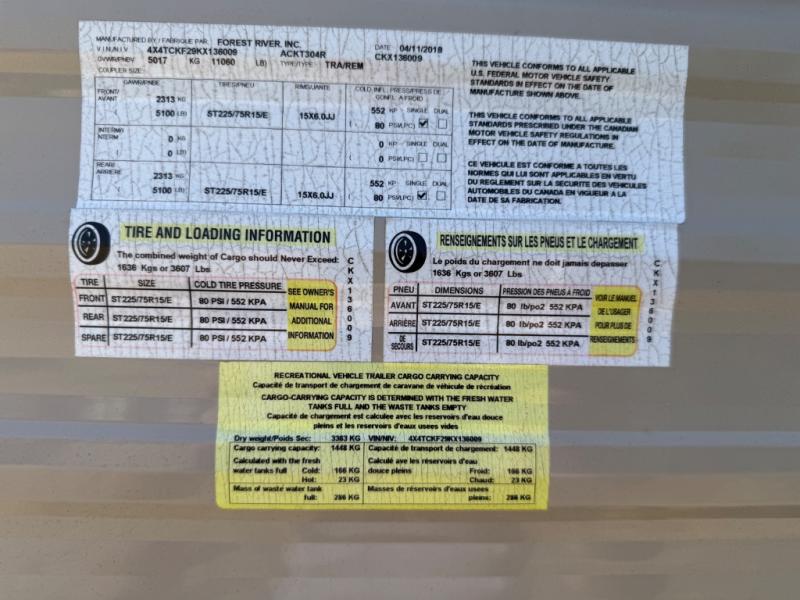 MANUFACTURED BY / FABRIQUE PAR: FOREST RIVER, INC. DATE 04/11/2018
V.I.N/N.I.V 4X4TCKF29KX136009 ACKT304R CKX136009
GVWR/PNBV 5017 KG ( 11060 LB) TYPE/TYPE TRA/REM
COUPLER SIZE:
GAWR/PNBE TIRES/PNEU RIMS/JANTE COLD INFL. PRESS/PRESS DE GONFL. A FROID
FRONT/ AVANT 2313 KG 552 KP SINGLE DUAL
( 5100 LB) ST225/75R15/E 15X6.0JJ ( 80 PSI/LPC)
INTERM/ INTERM 0 KG 0 KP SINGLE DUAL
( 0 LB) ( 0 PSI/LPC)
REAR/ ARRIERE 2313 KG 552 KP SINGLE DUAL
( 5100 LB) ST225/75R15/E 15X6.0JJ ( 80 PSI/LPC)
THIS VEHICLE CONFORMS TO ALL APPLICABLE
U.S. FEDERAL MOTOR VEHICLE SAFETY
STANDARDS IN EFFECT ON THE DATE OF
MANUFACTURE SHOWN ABOVE.
THIS VEHICLE CONFORMS TO ALL APPLICABLE
STANDARDS PRESCRIBED UNDER THE CANADIAN
MOTOR VEHICLE SAFETY REGULATIONS IN
EFFECT ON THE DATE OF MANUFACTURE.
CE VEHICULE EST CONFORME A TOUTES LES
NORMES QUI LUI SONT APPLICABLES EN VERTU
DU REGLEMENT SUR LA SECURITE DES VEHICULES
AUTOMOBILES DU CANADA EN VIGUEUR A LA
DATE DE SA FABRICATION.
TIRE AND LOADING INFORMATION
The combined weight of Cargo should Never Exceed:
1636 Kgs or 3607 Lbs
TIRE SIZE COLD TIRE PRESSURE
FRONT ST225/75R15/E 80 PSI / 552 KPA
REAR ST225/75R15/E 80 PSI / 552 KPA
SPARE ST225/75R15/E 80 PSI / 552 KPA
SEE OWNER'S
MANUAL FOR
ADDITIONAL
INFORMATION
CKX136009
RENSEIGNEMENTS SUR LES PNEUS ET LE CHARGEMENT
Le poids du chargement ne doit jamais depasser
1636 Kgs or 3607 Lbs
PNEU DIMENSIONS PRESSION DES PNEUS À FROID
AVANT ST225/75R15/E 80 lb/po2 552 KPA
ARRIÈRE ST225/75R15/E 80 lb/po2 552 KPA
DE SECOURS ST225/75R15/E 80 lb/po2 552 KPA
VOIR LE MANUEL
DE L'USAGER
POUR PLUS DE
RENSEIGNEMENTS
CKX136009
RECREATIONAL VEHICLE TRAILER CARGO CARRYING CAPACITY
Capacité de transport de chargement de caravane de véhicule de récréation
CARGO-CARRYING CAPACITY IS DETERMINED WITH THE FRESH WATER
TANKS FULL AND THE WASTE TANKS EMPTY
Capacité de chargement est calculee avec les réservoirs d'eau douce
pleins et les reservoirs d'eaux usees vides
Dry weight/Poids Sec: 3383 KG VIN/NIV: 4X4TCKF29KX136009
Cargo carrying capacity: 1448 KG Capacité de transport de chargement: 1448 KG
Calculated with the fresh Calculé ave les réservoirs d'eau
water tanks full Cold: 166 KG douce pleins Froid: 166 KG
Hot: 23 KG Chaud: 23 KG
Mass of waste water tank Masses de réservoirs d'eaux usees
full: 286 KG pleins: 286 KG